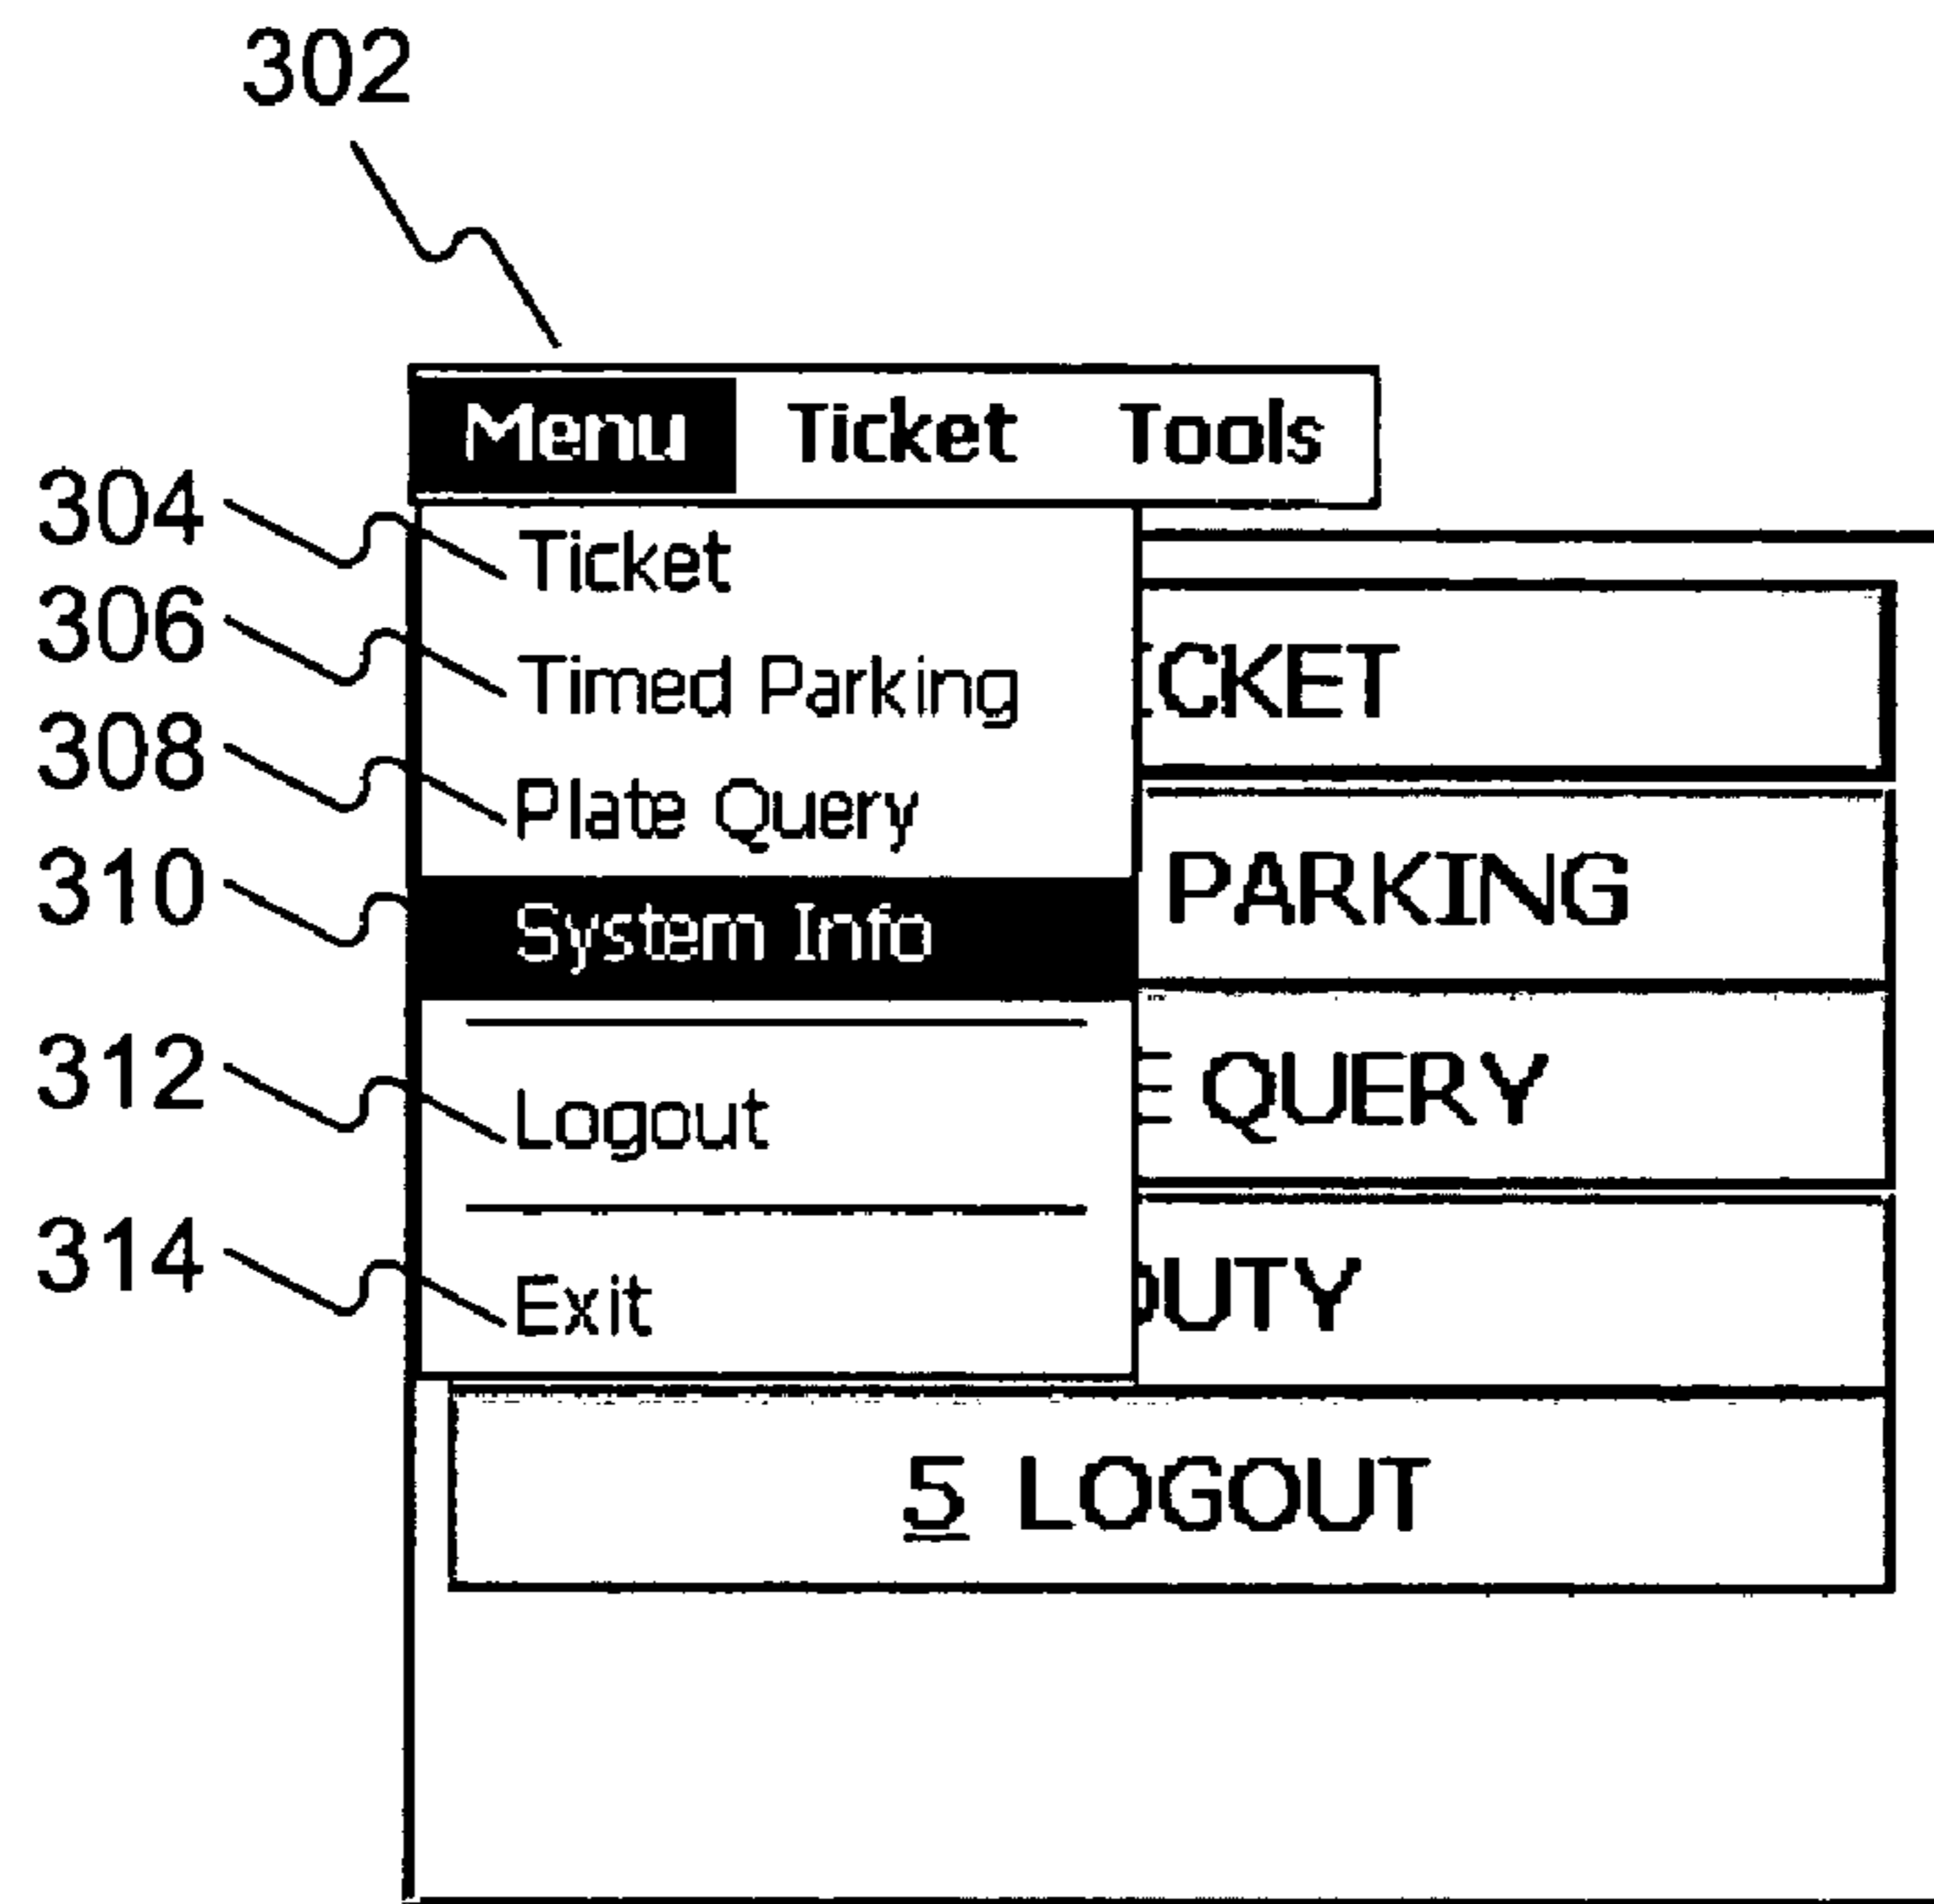 302
Menu Ticket Tools
304 Ticket
306 Timed Parking
CKET
308 Plate Query
PARKING
310 System Info
312 Logout
E QUERY
314 Exit
OUTY
5 LOGOUT